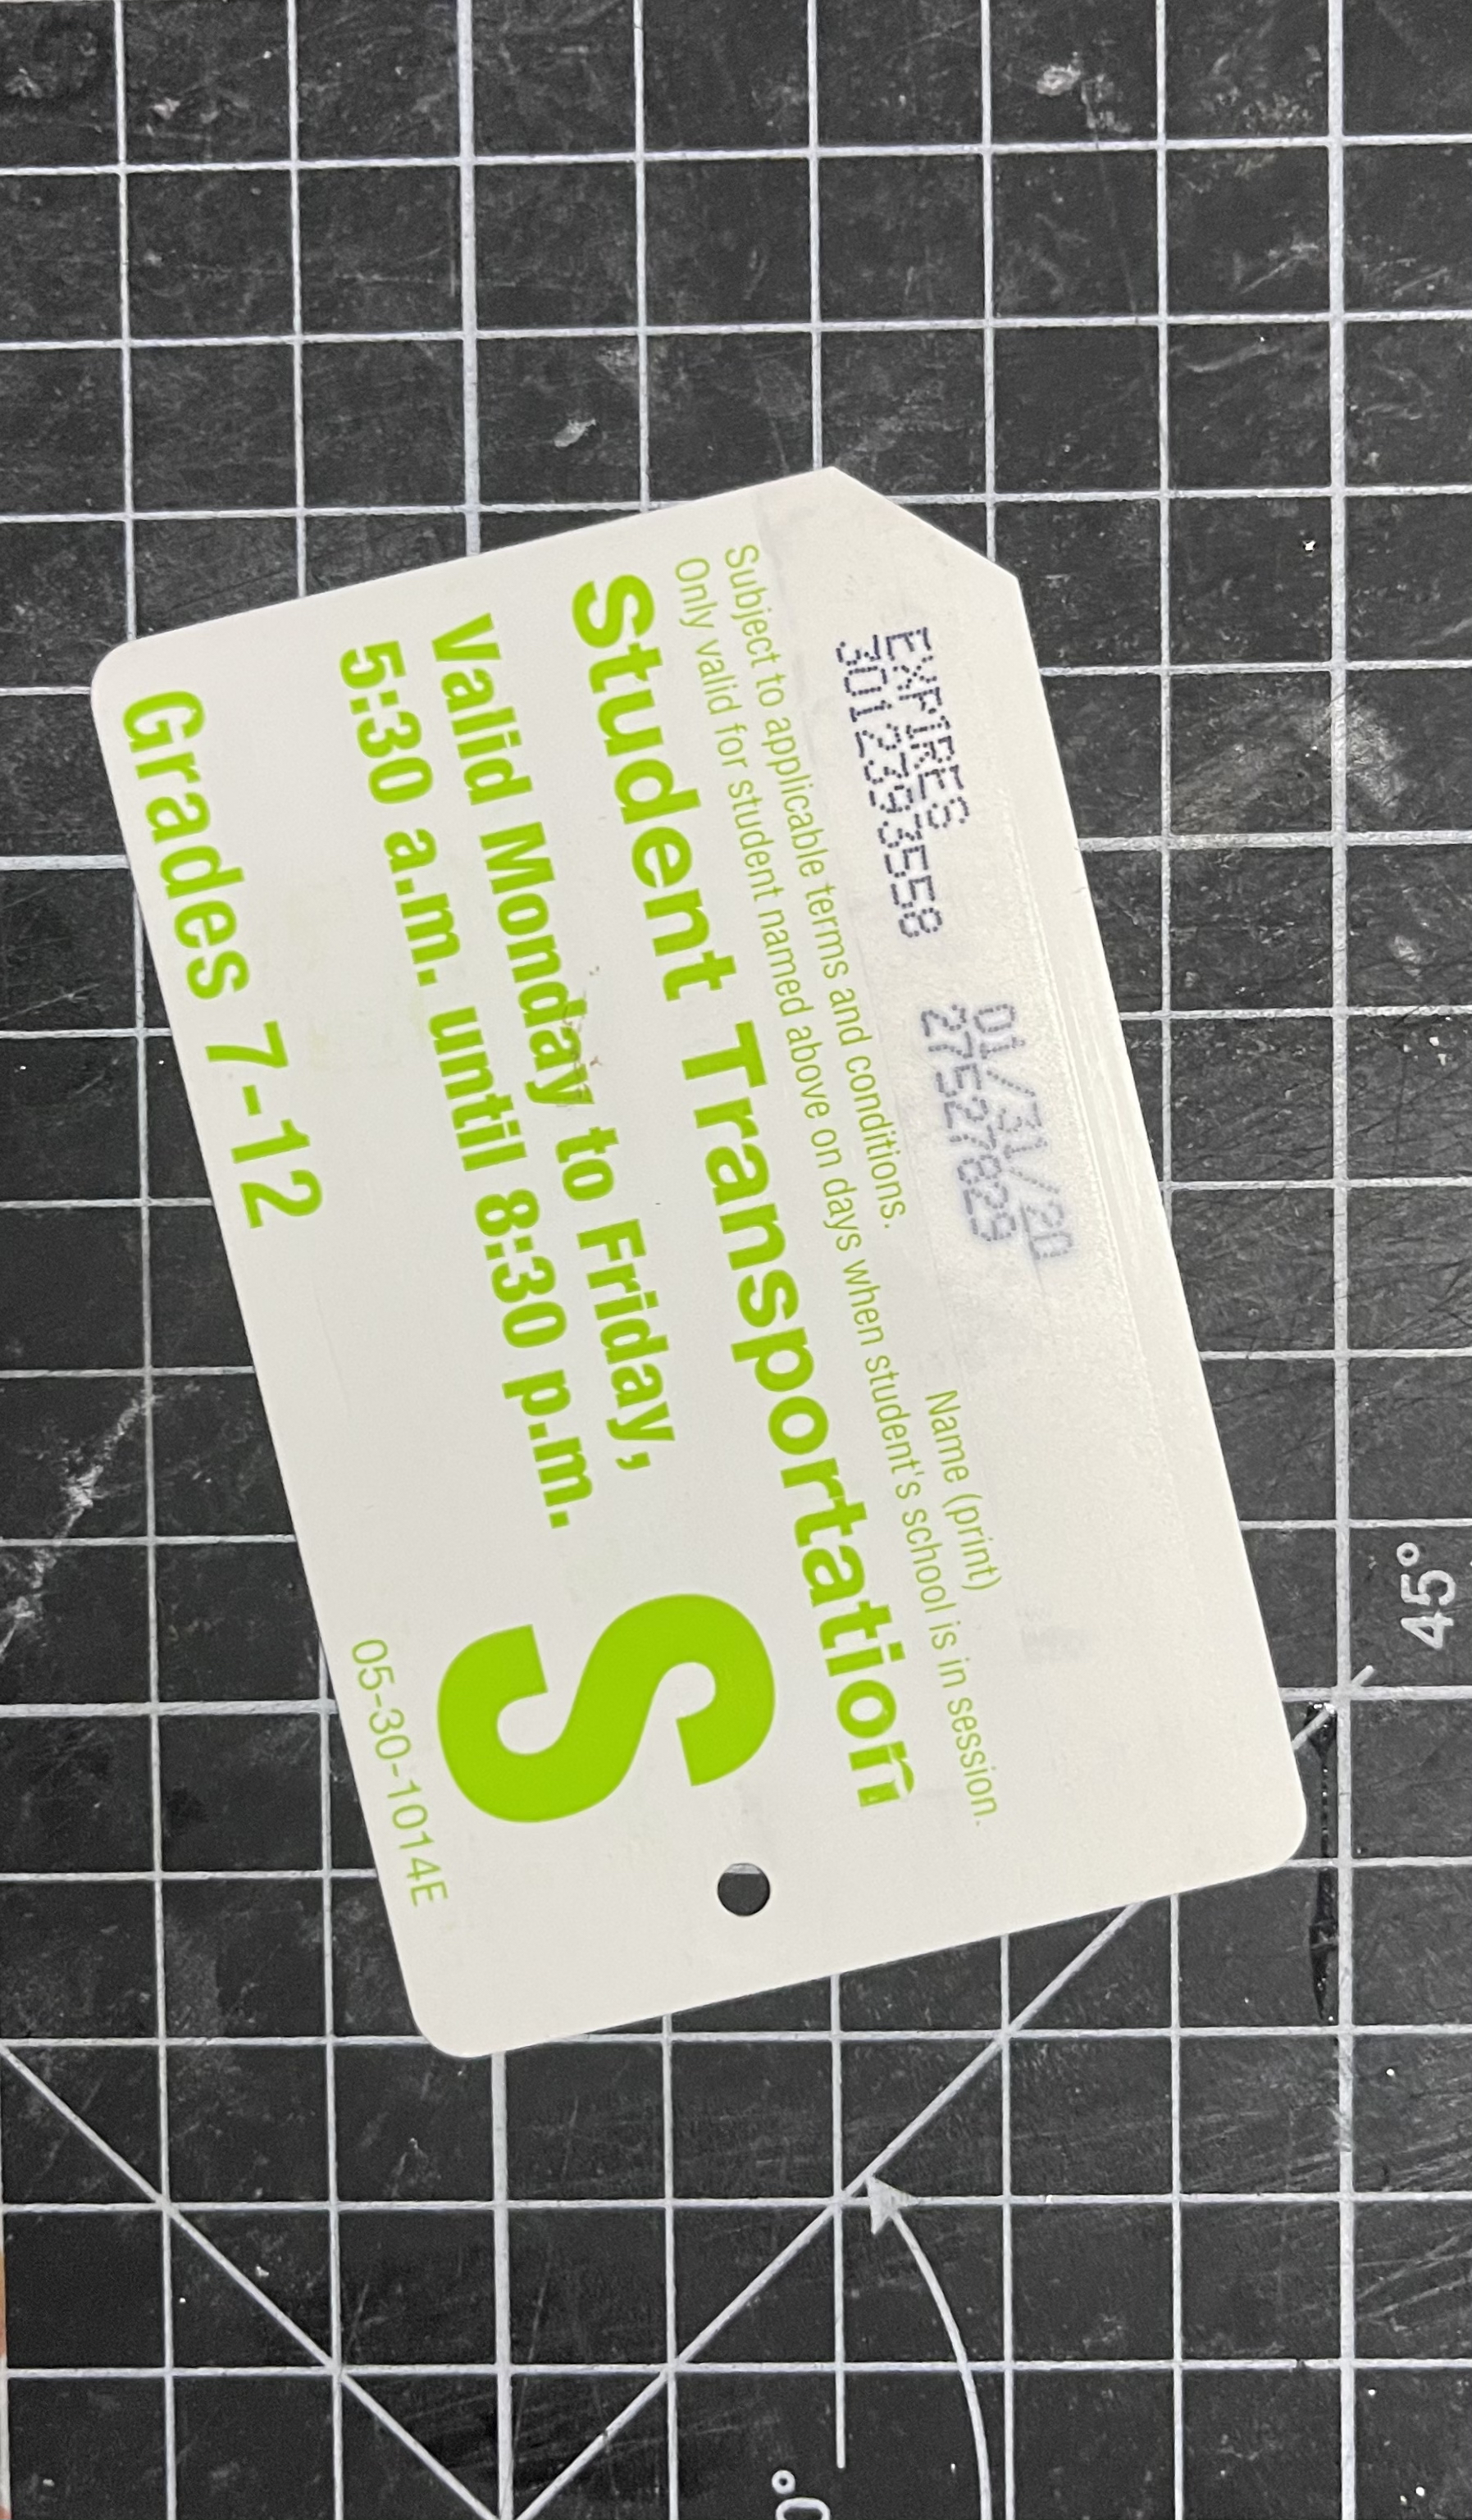 EXPIRES 01/31/20
3012393558 27527829
Name (print)
Subject to applicable terms and conditions.
Only valid for student named above on days when student's school is in session.
Student Transportation
Valid Monday to Friday,
5:30 a.m. until 8:30 p.m.
S
Grades 7-12
05-30-1014E
45°